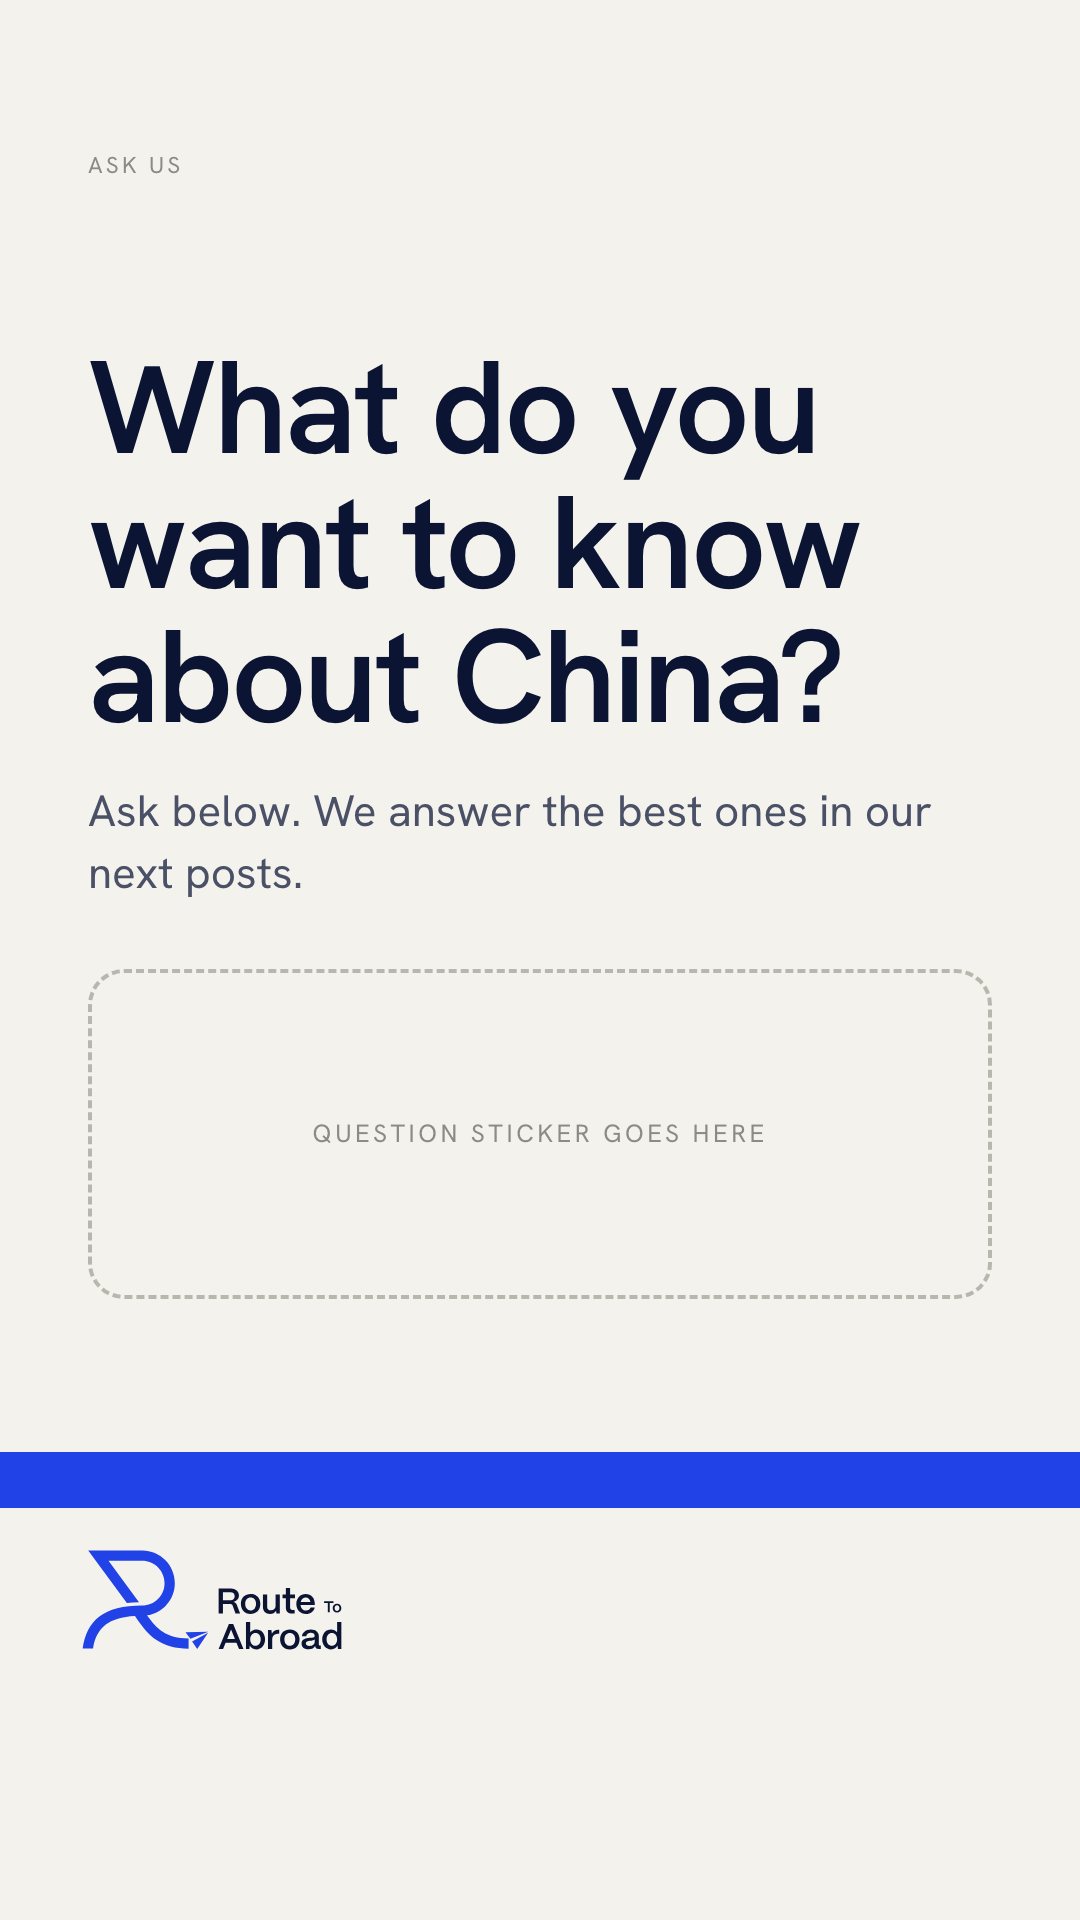 ASK US
What do you
want to know
about China?
Ask below. We answer the best ones in our
next posts.
QUESTION STICKER GOES HERE
Route To
Abroad